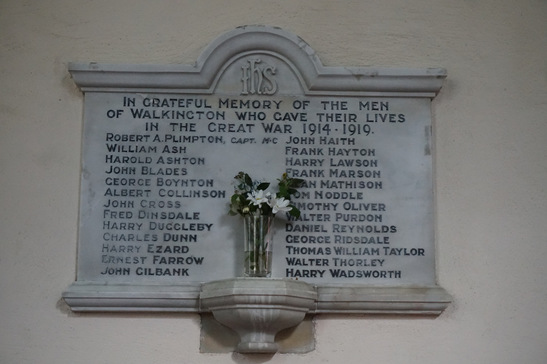 IHS
IN GRATEFUL MEMORY OF THE MEN
OF WALKINGTON WHO GAVE THEIR LIVES
IN THE GREAT WAR 1914-1919.
ROBERT A. PLIMPTON, CAPT. M.C
WILLIAM ASH
HAROLD ASHTON
JOHN BLADES
GEORGE BOYNTON
ALBERT COLLINSON
JOHN CROSS
FRED DINSDALE
HARRY DUGGLEBY
CHARLES DUNN
HARRY EZARD
ERNEST FARROW
JOHN GILBANK
JOHN HAITH
FRANK HAYTON
HARRY LAWSON
FRANK MARSON
MATHISON
TOM NODDLE
TIMOTHY OLIVER
WALTER PURDON
DANIEL REYNOLDS
GEORGE RIDSDALE
THOMAS WILLIAM TAYLOR
WALTER THORLEY
HARRY WADSWORTH